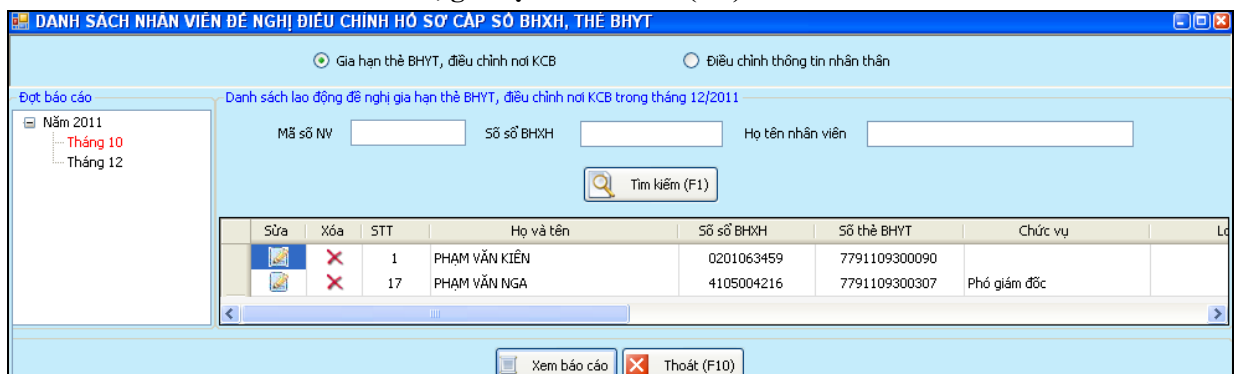 DANH SÁCH NHÂN VIÊN ĐỀ NGHỊ ĐIỀU CHỈNH HỒ SƠ CẤP SỔ BHXH, THẺ BHYT
Gia hạn thẻ BHYT, điều chỉnh nơi KCB Điều chỉnh thông tin nhân thân
Đợt báo cáo Danh sách lao động đề nghị gia hạn thẻ BHYT, điều chỉnh nơi KCB trong tháng 12/2011
Năm 2011
Tháng 10
Tháng 12
Mã số NV Số sổ BHXH Họ tên nhân viên
Tìm kiếm (F1)
Sửa Xóa STT Họ và tên Số sổ BHXH Số thẻ BHYT Chức vụ
1 PHẠM VĂN KIÊN 0201063459 7791109300090
17 PHẠM VĂN NGA 4105004216 7791109300307 Phó giám đốc
Xem báo cáo Thoát (F10)